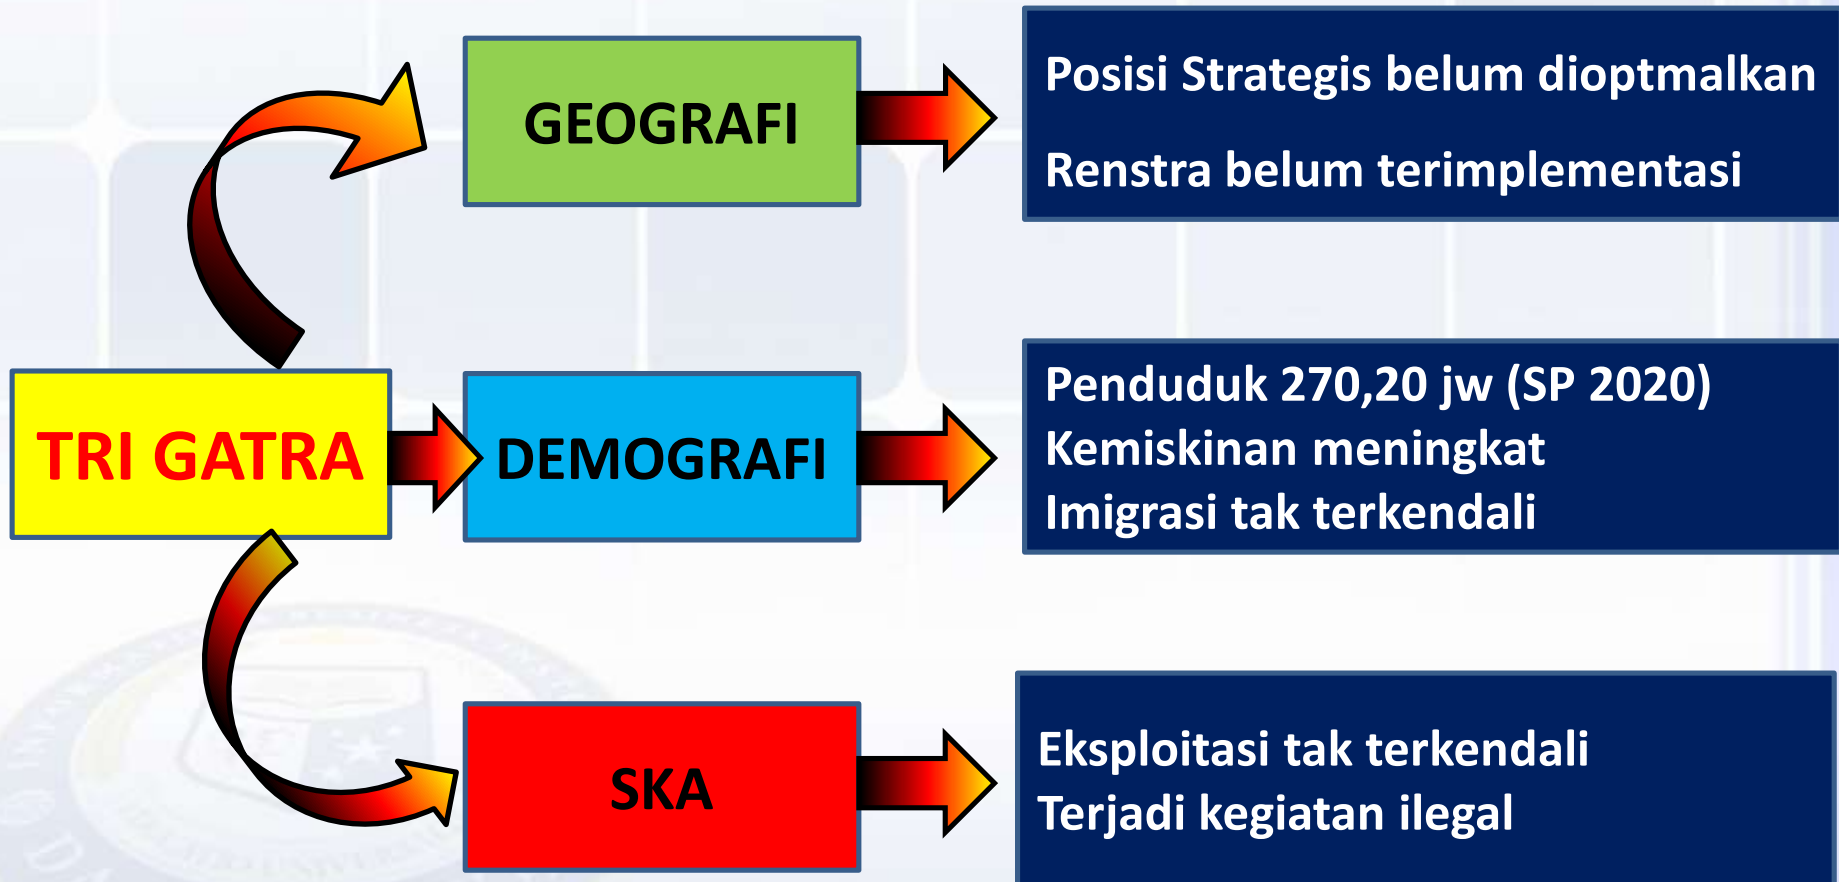 GEOGRAFI
Posisi Strategis belum dioptmalkan
Renstra belum terimplementasi
TRI GATRA
DEMOGRAFI
Penduduk 270,20 jw (SP 2020)
Kemiskinan meningkat
Imigrasi tak terkendali
SKA
Eksploitasi tak terkendali
Terjadi kegiatan ilegal